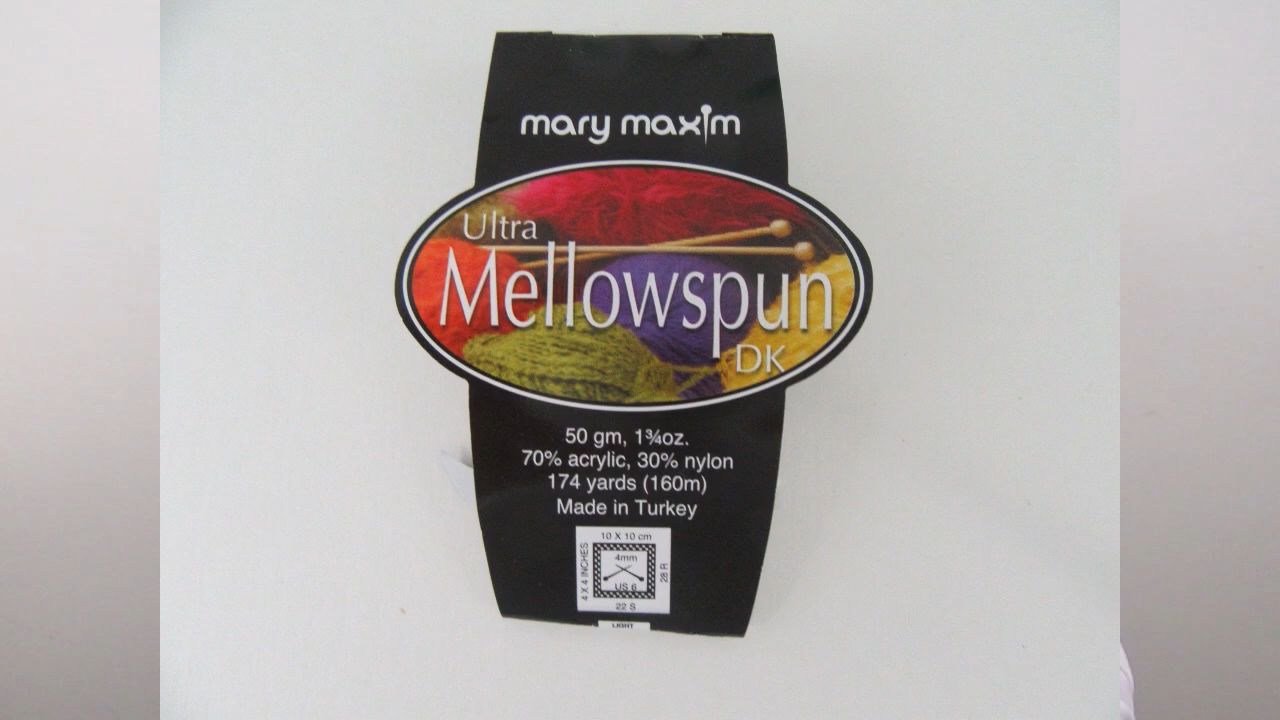 mary maxim
Ultra
Mellowspun
DK
50 gm, 1¾oz.
70% acrylic, 30% nylon
174 yards (160m)
Made in Turkey
10 X 10 cm
4 X 4 INCHES
4mm
US 6
28 R
22 S
LIGHT